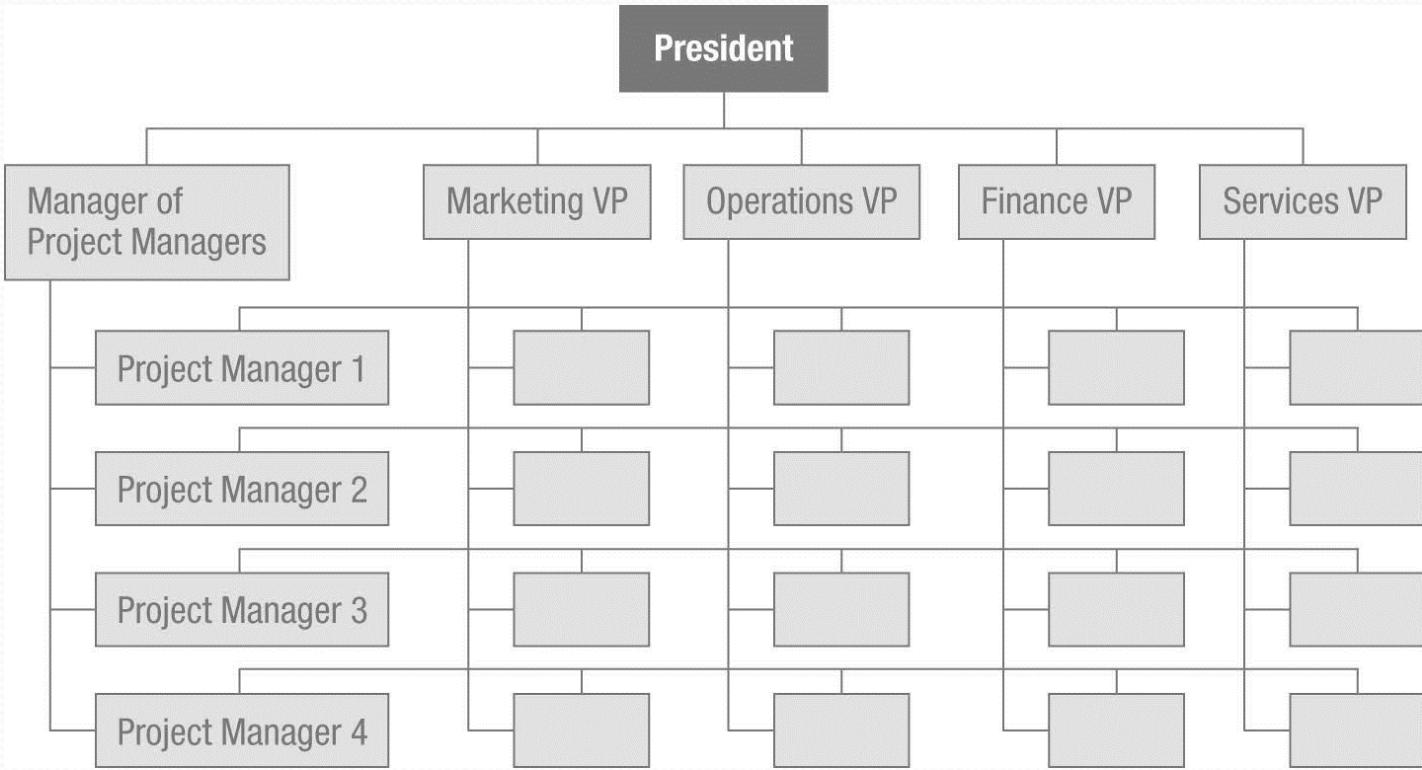 President
Manager of
Project Managers
Marketing VP
Operations VP
Finance VP
Services VP
Project Manager 1
Project Manager 2
Project Manager 3
Project Manager 4